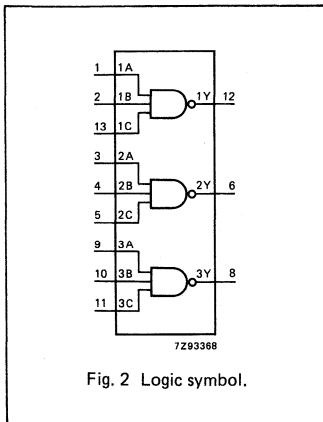 1 1A
2 1B 1Y 12
13 1C
3 2A
4 2B 2Y 6
5 2C
9 3A
10 3B 3Y 8
11 3C
7Z93368
Fig. 2 Logic symbol.